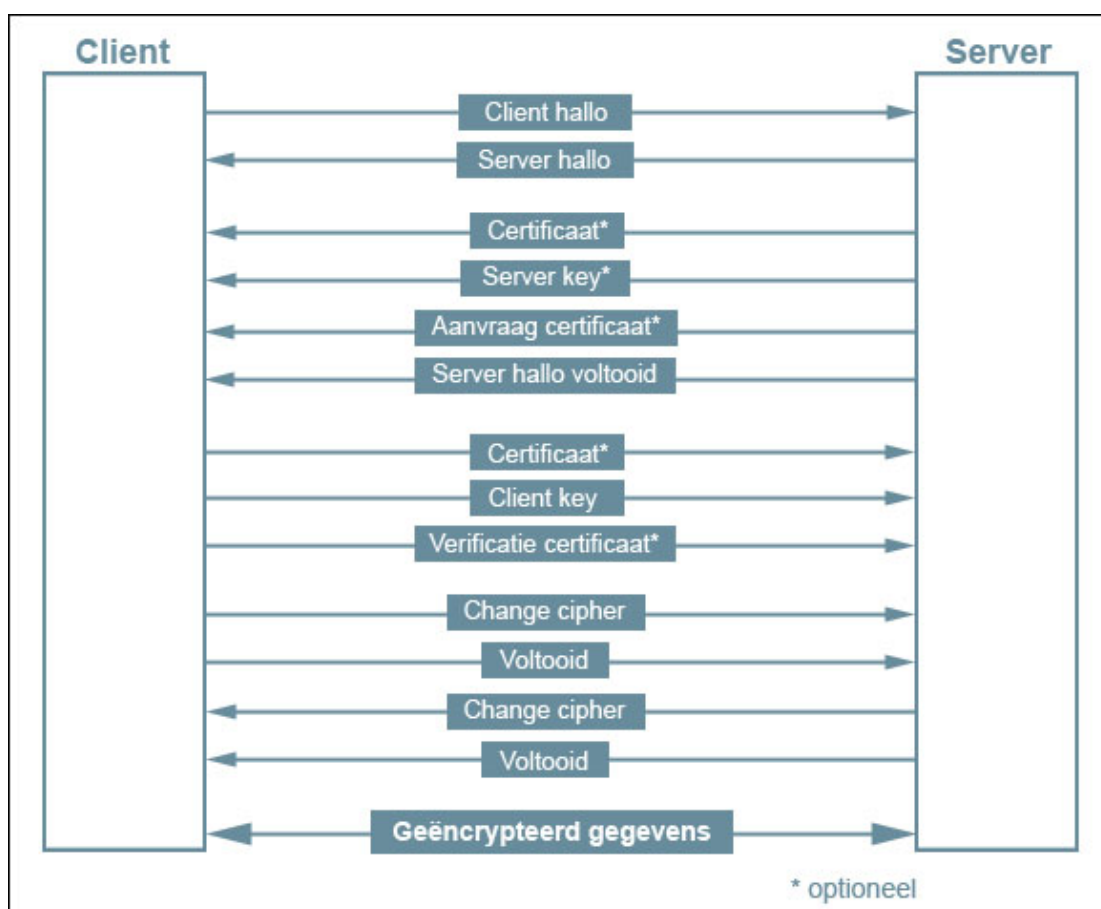 Client
Server
Client hallo
Server hallo
Certificaat*
Server key*
Aanvraag certificaat*
Server hallo voltooid
Certificaat*
Client key
Verificatie certificaat*
Change cipher
Voltooid
Change cipher
Voltooid
Geëncrypteerd gegevens
* optioneel